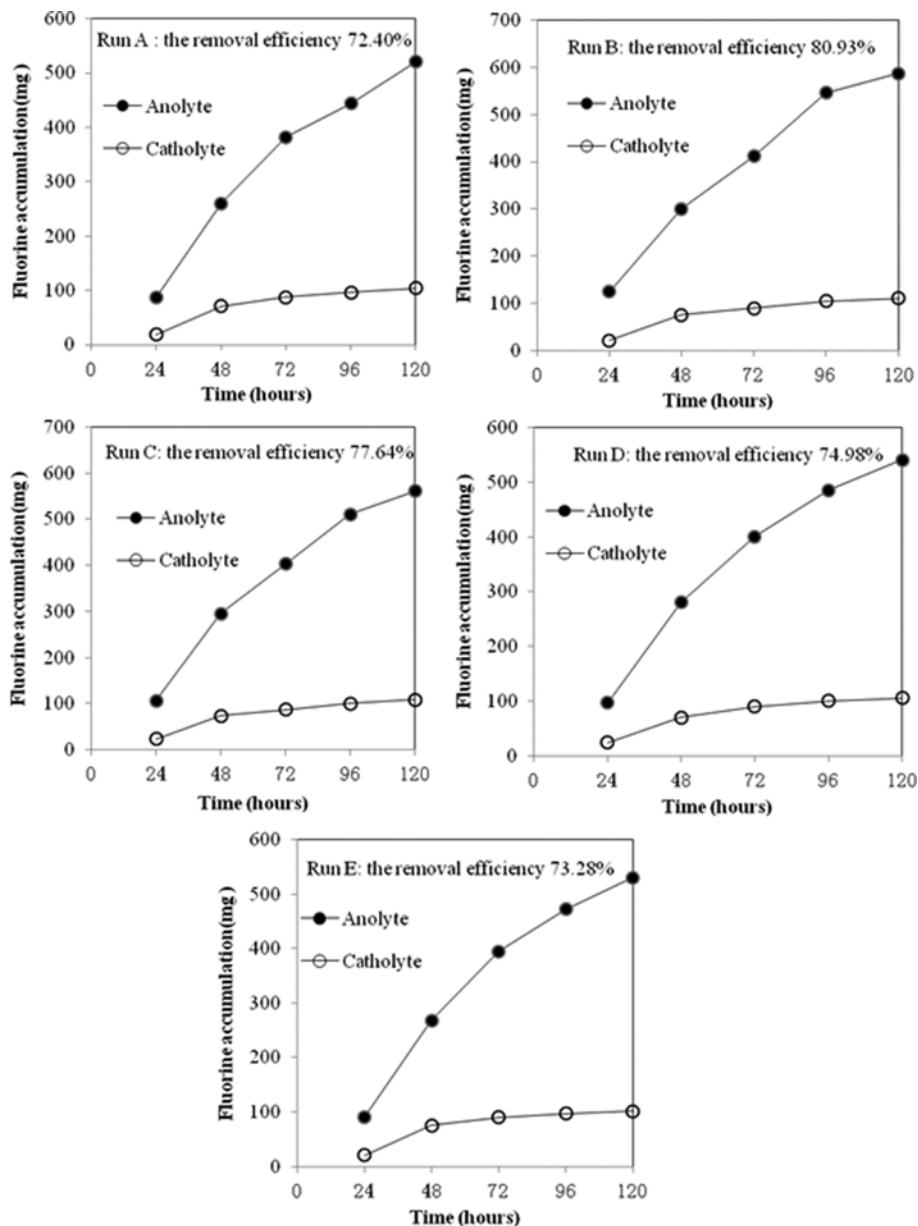 Run A : the removal efficiency 72.40%
Anolyte
Catholyte
Fluorine accumulation(mg)
600
500
400
300
200
100
0
0 24 48 72 96 120
Time (hours)
Run B: the removal efficiency 80.93%
Anolyte
Catholyte
Fluorine accumulation(mg)
700
600
500
400
300
200
100
0
0 24 48 72 96 120
Time (hours)
Run C: the removal efficiency 77.64%
Anolyte
Catholyte
Fluorine accumulation(mg)
700
600
500
400
300
200
100
0
0 24 48 72 96 120
Time (hours)
Run D: the removal efficiency 74.98%
Anolyte
Catholyte
Fluorine accumulation(mg)
600
500
400
300
200
100
0
0 24 48 72 96 120
Time (hours)
Run E: the removal efficiency 73.28%
Anolyte
Catholyte
Fluorine accumulation(mg)
600
500
400
300
200
100
0
0 24 48 72 96 120
Time (hours)